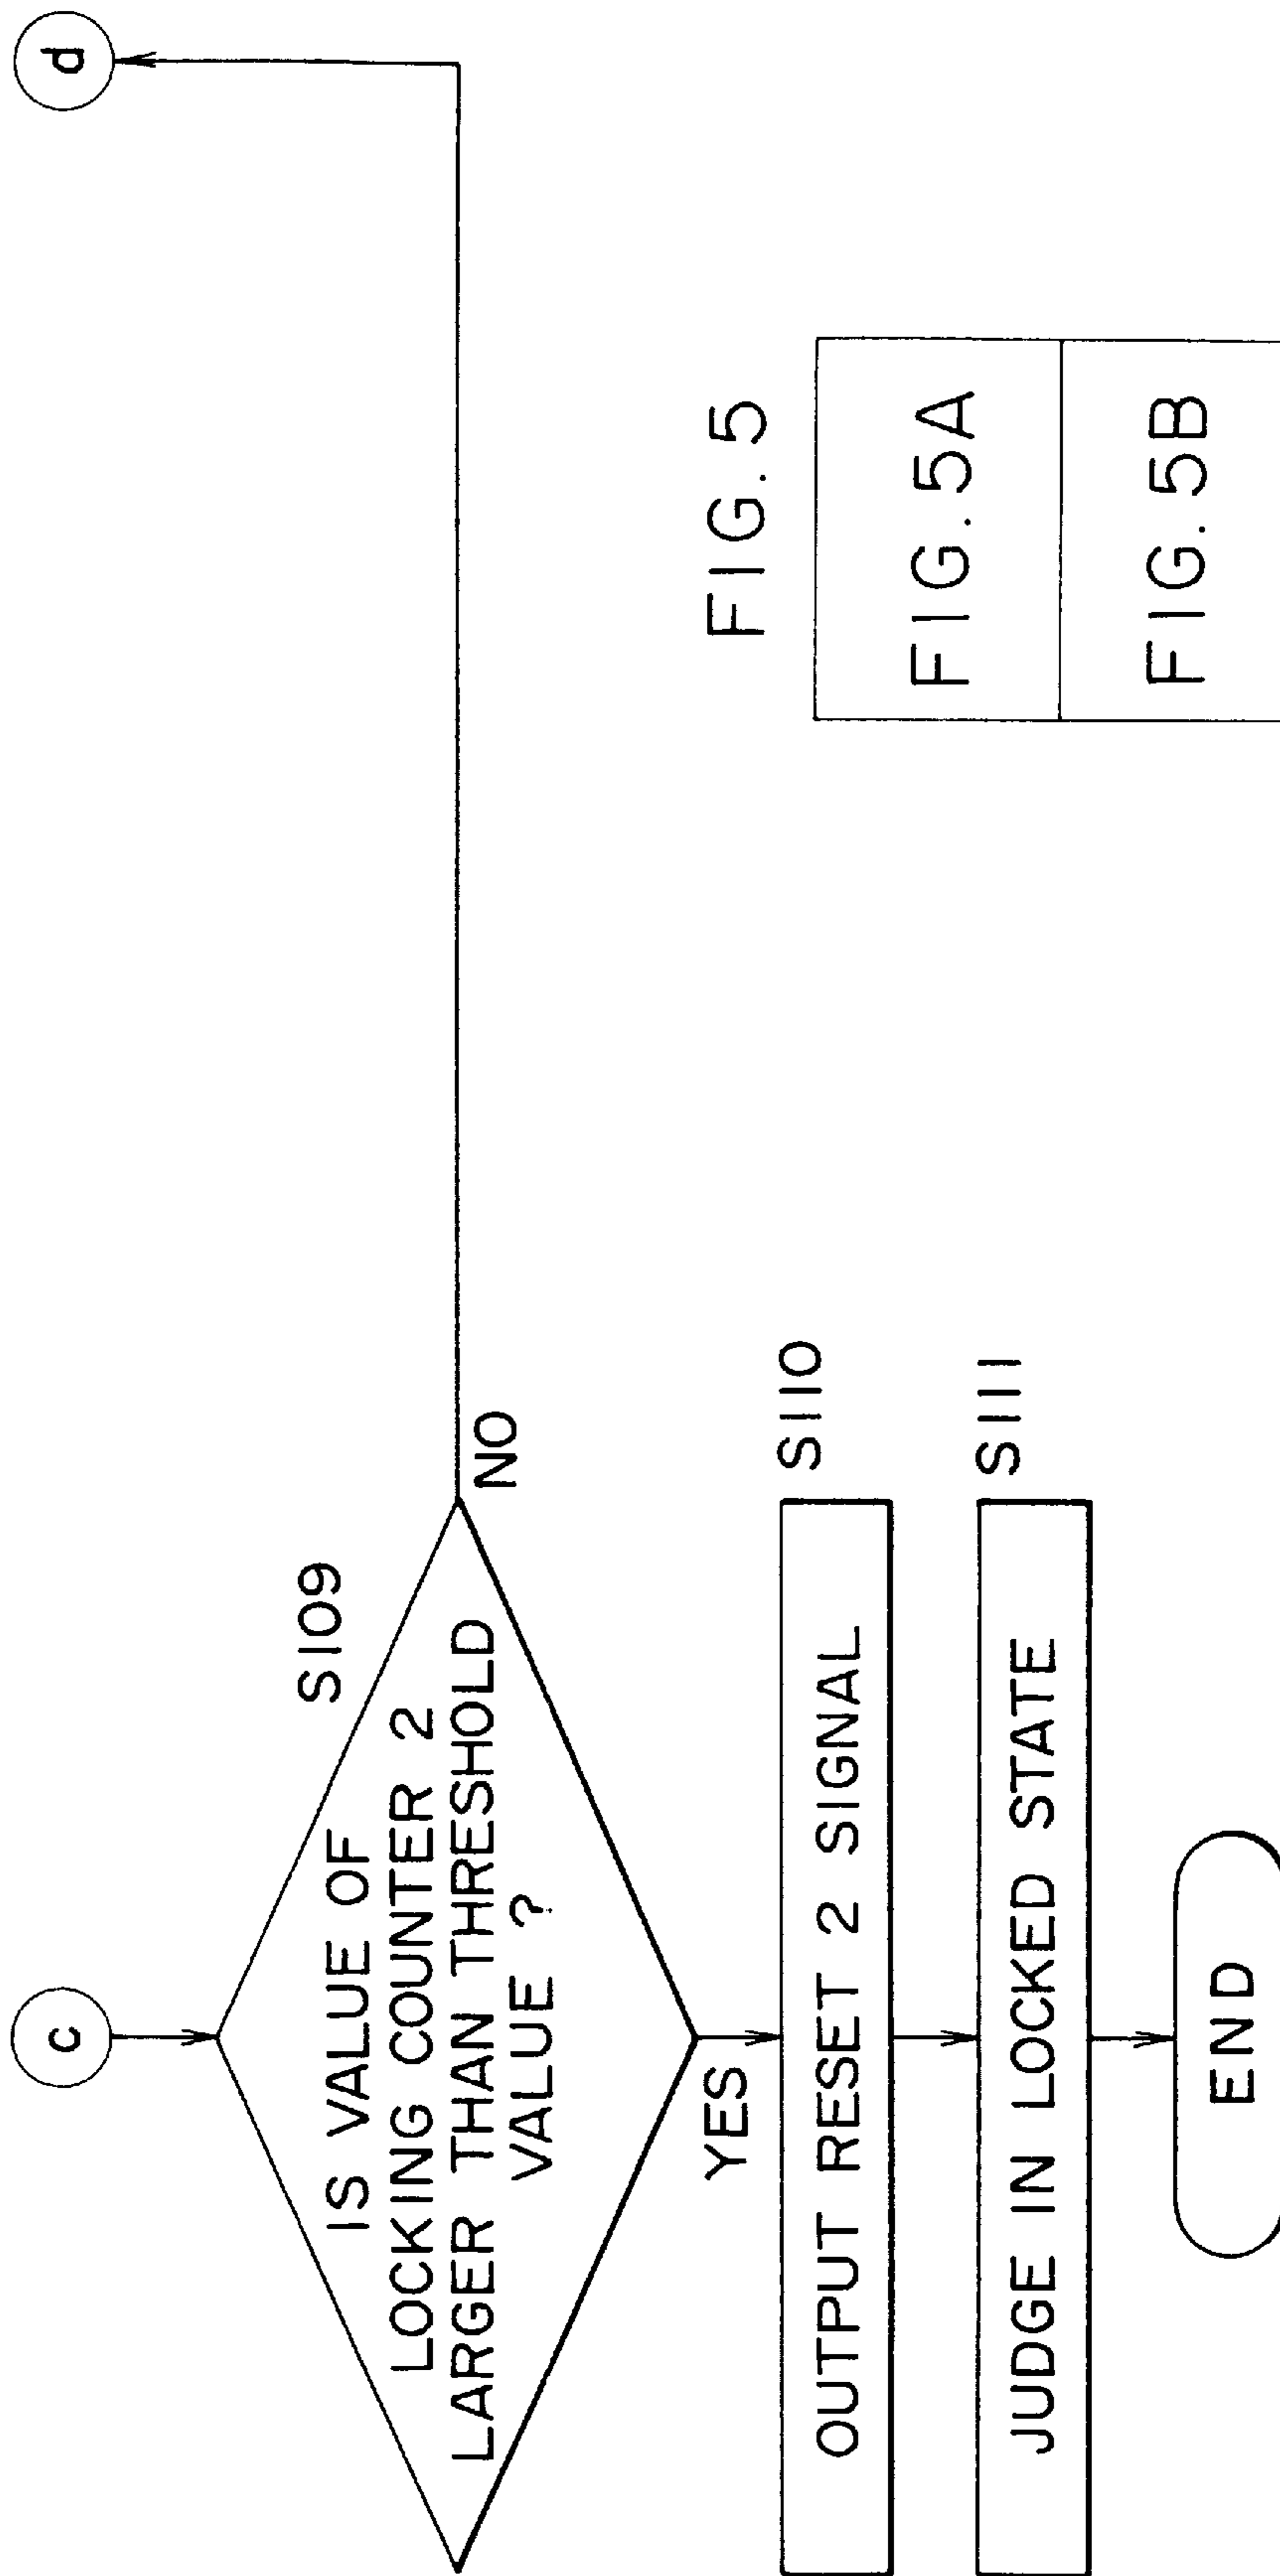 c
d
S109
IS VALUE OF
LOCKING COUNTER 2
LARGER THAN THRESHOLD
VALUE ?
NO
YES
S110
OUTPUT RESET 2 SIGNAL
S111
JUDGE IN LOCKED STATE
END
FIG. 5
FIG. 5A
FIG. 5B